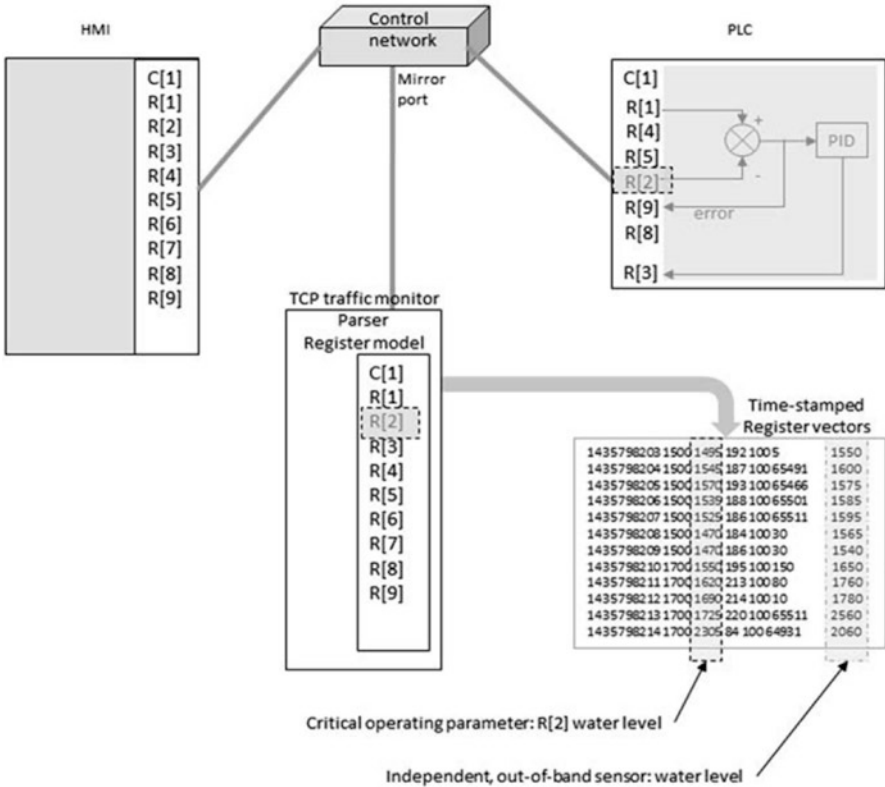 HMI
Control
network
PLC
Mirror
port
C[1]
R[1]
R[2]
R[3]
R[4]
R[5]
R[6]
R[7]
R[8]
R[9]
C[1]
R[1]
R[4]
R[5]
R[2]
R[9]
R[8]
R[3]
+
-
PID
error
TCP traffic monitor
Parser
Register model
C[1]
R[1]
R[2]
R[3]
R[4]
R[5]
R[6]
R[7]
R[8]
R[9]
Time-stamped
Register vectors
1435798203 1500 1495 192 100 5 1550
1435798204 1500 1545 187 100 65491 1600
1435798205 1500 1570 193 100 65466 1575
1435798206 1500 1539 188 100 65501 1585
1435798207 1500 1525 186 100 65511 1595
1435798208 1500 1470 184 100 30 1565
1435798209 1500 1470 186 100 30 1540
1435798210 1700 1550 195 100 150 1650
1435798211 1700 1620 213 100 80 1760
1435798212 1700 1690 214 100 10 1780
1435798213 1700 1725 220 100 65511 2560
1435798214 1700 2305 84 100 64931 2060
Critical operating parameter: R[2] water level
Independent, out-of-band sensor: water level